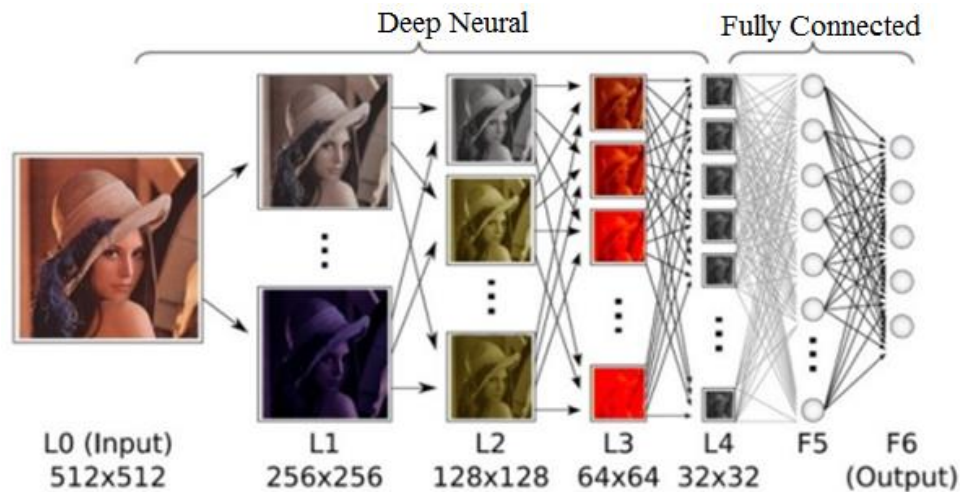 Deep Neural
Fully Connected
L0 (Input)
512x512
L1
256x256
L2
128x128
L3
64x64
L4
32x32
F5
F6
(Output)